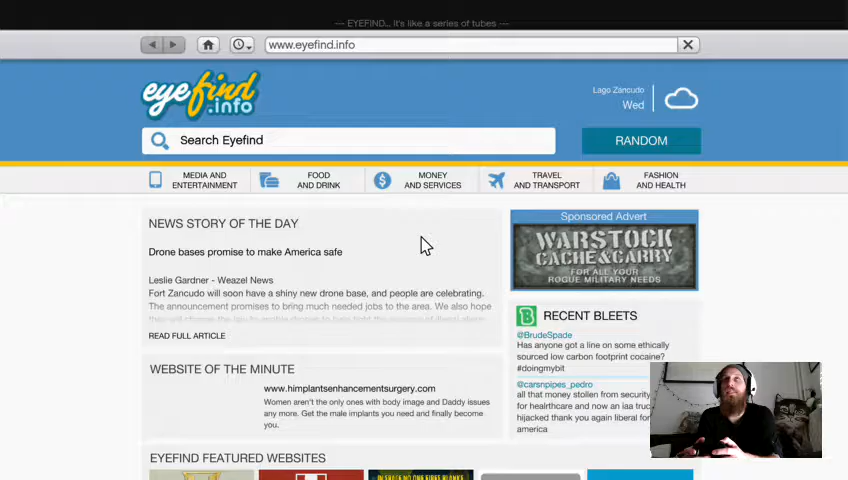 --- EYEFIND... It's like a series of tubes ---
www.eyefind.info
eyefind
.info
Lago Zancudo
Wed
Search Eyefind
RANDOM
MEDIA AND
ENTERTAINMENT
FOOD
AND DRINK
MONEY
AND SERVICES
TRAVEL
AND TRANSPORT
FASHION
AND HEALTH
NEWS STORY OF THE DAY
Drone bases promise to make America safe
Leslie Gardner - Weazel News
Fort Zancudo will soon have a shiny new drone base, and people are celebrating.
The announcement promises to bring much needed jobs to the area. We also hope
READ FULL ARTICLE
Sponsored Advert
WARSTOCK
CACHE&CARRY
FOR ALL YOUR
ROGUE MILITARY NEEDS
RECENT BLEETS
@BrudeSpade
Has anyone got a line on some ethically
sourced low carbon footprint cocaine?
#doingmybit
@carsnpipes_pedro
all that money stolen from security
for healthcare and now an iaa truc
hijacked thank you again liberal
america
WEBSITE OF THE MINUTE
www.himplantsenhancementsurgery.com
Women aren't the only ones with body image and Daddy issues
any more. Get the male implants you need and finally become
you.
EYEFIND FEATURED WEBSITES
IN SPACE NO ONE FIRES BLANKS